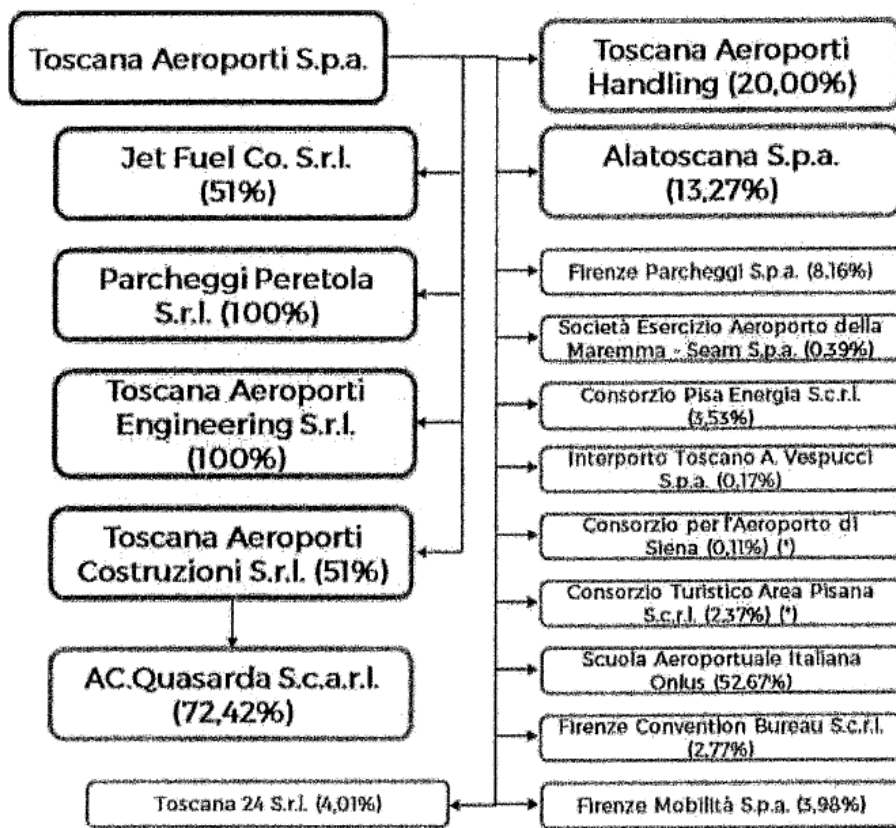 Toscana Aeroporti S.p.a.
Jet Fuel Co. S.r.l.
(51%)
Parcheggi Peretola
S.r.l. (100%)
Toscana Aeroporti
Engineering S.r.l.
(100%)
Toscana Aeroporti
Costruzioni S.r.l. (51%)
AC.Quasarda S.c.a.r.l.
(72,42%)
Toscana 24 S.r.l. (4,01%)
Toscana Aeroporti
Handling (20,00%)
Alatoscana S.p.a.
(13,27%)
Firenze Parcheggi S.p.a. (8,16%)
Società Esercizio Aeroporto della
Maremma - Seam S.p.a. (0,39%)
Consorzio Pisa Energia S.c.r.l.
(3,53%)
Interporto Toscano A. Vespucci
S.p.a. (0,17%)
Consorzio per l'Aeroporto di
Siena (0,11%) (*)
Consorzio Turistico Area Pisana
S.c.r.l. (2,37%) (*)
Scuola Aeroportuale Italiana
Onlus (52,67%)
Firenze Convention Bureau S.c.r.l.
(2,77%)
Firenze Mobilità S.p.a. (3,98%)